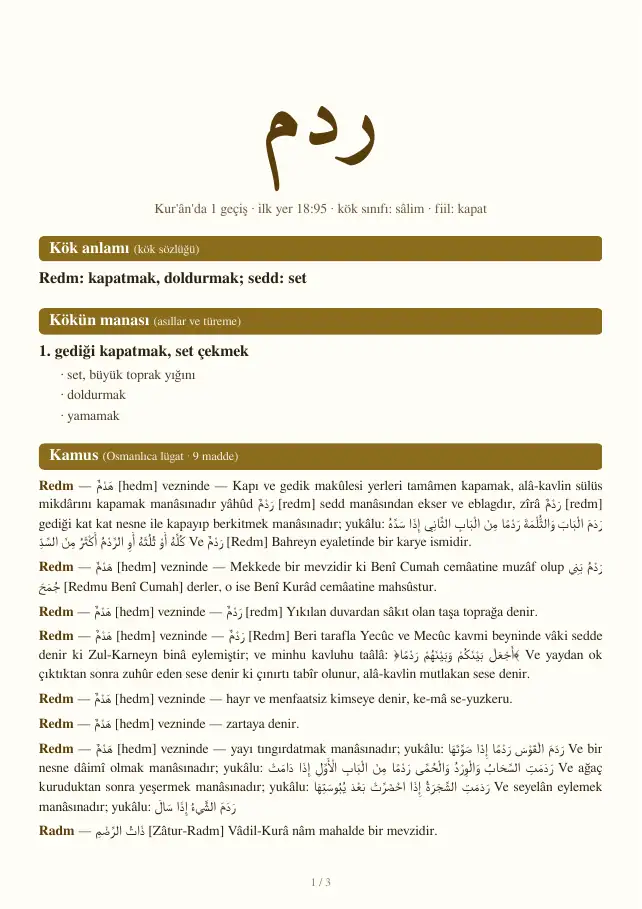 ردم
Kur'ân'da 1 geçiş · ilk yer 18:95 · kök sınıfı: sâlim · fiil: kapat
Kök anlamı (kök sözlüğü)
Redm: kapatmak, doldurmak; sedd: set
Kökün manası (asıllar ve türeme)
1. gediği kapatmak, set çekmek
· set, büyük toprak yığını
· doldurmak
· yamamak
Kamus (Osmanlıca lügat · 9 madde)
Redm — هَدْمٌ [hedm] vezninde — Kapı ve gedik makûlesi yerleri tamâmen kapamak, alâ-kavlin sülüs
mikdârını kapamak manâsınadır yâhûd رَدْمٌ [redm] sedd manâsından ekser ve eblagdır, zîrâ رَدْمٌ [redm]
gediği kat kat nesne ile kapayıp berkitmek manâsınadır; yukâlu: رَدَمَ الْبَابَ وَالثُّلْمَةَ رَدْمًا مِنَ الْبَابِ الثَّانِي إِذَا سَدَّهُ
كُلَّهُ أَوْ ثُلُثَهُ أَوِ الرَّدْمُ أَكْثَرُ مِنَ السَّدِّ Ve رَدْمٌ [Redm] Bahreyn eyaletinde bir karye ismidir.
Redm — هَدْمٌ [hedm] vezninde — Mekkede bir mevzidir ki Benî Cumah cemâatine muzâf olup رَدْمُ بَنِي
جُمَحَ [Redmu Benî Cumah] derler, o ise Benî Kurâd cemâatine mahsûstur.
Redm — هَدْمٌ [hedm] vezninde — رَدْمٌ [redm] Yıkılan duvardan sâkıt olan taşa toprağa denir.
Redm — هَدْمٌ [hedm] vezninde — رَدْمٌ [Redm] Beri tarafla Yecûc ve Mecûc kavmi beyninde vâki sedde
denir ki Zul-Karneyn binâ eylemiştir; ve minhu kavluhu taâlâ: ﴿أَجْعَلْ بَيْنَكُمْ وَبَيْنَهُمْ رَدْمًا﴾ Ve yaydan ok
çıktıktan sonra zuhûr eden sese denir ki çınırtı tabîr olunur, alâ-kavlin mutlakan sese denir.
Redm — هَدْمٌ [hedm] vezninde — hayr ve menfaatsiz kimseye denir, ke-mâ se-yuzkeru.
Redm — هَدْمٌ [hedm] vezninde — zartaya denir.
Redm — هَدْمٌ [hedm] vezninde — yayı tıngırdatmak manâsınadır; yukâlu: رَدَمَ الْقَوْسَ رَدْمًا إِذَا صَوَّتَهَا Ve bir
nesne dâimî olmak manâsınadır; yukâlu: رَدَمَتِ السَّحَابُ وَالْوِرْدُ وَالْحُمَّى رَدْمًا مِنَ الْبَابِ الْأَوَّلِ إِذَا دَامَتْ Ve ağaç
kuruduktan sonra yeşermek manâsınadır; yukâlu: رَدَمَتِ الشَّجَرَةُ إِذَا اخْضَرَّتْ بَعْدَ يُبُوسَتِهَا Ve seyelân eylemek
manâsınadır; yukâlu: رَدَمَ الشَّيْءُ إِذَا سَالَ
Radm — ذَاتُ الرَّضْمِ [Zâtur-Radm] Vâdil-Kurâ nâm mahalde bir mevzidir.
1 / 3